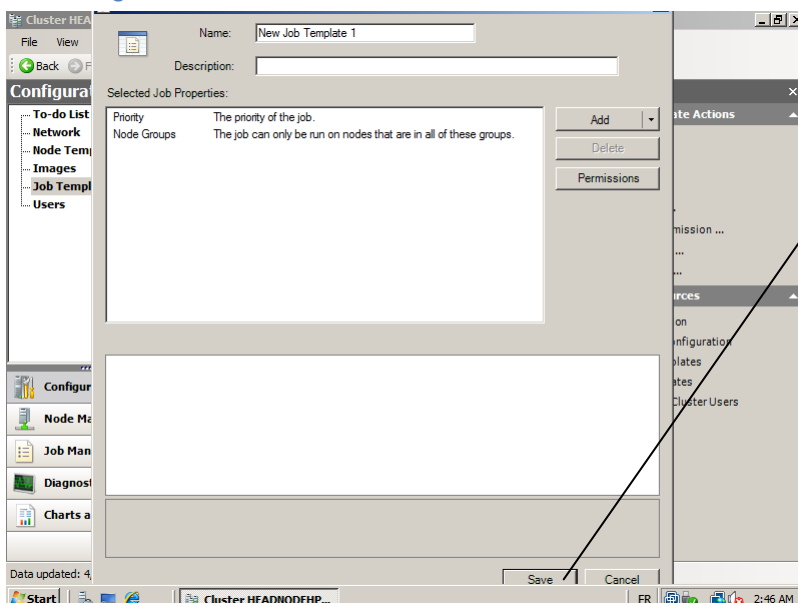 Cluster HEA
File View
Back F
Configura
To-do List
Network
Node Temp
Images
Job Templ
Users
Configur
Node Ma
Job Man
Diagnost
Charts a
Data updated: 4,
Name: New Job Template 1
Description:
Selected Job Properties:
Priority The priority of the job.
Node Groups The job can only be run on nodes that are in all of these groups.
Add
Delete
Permissions
Save Cancel
ate Actions
mission ...
...
...
urces
on
onfiguration
plates
ates
Cluster Users
Start Cluster HEADNODEHP... FR 2:46 AM